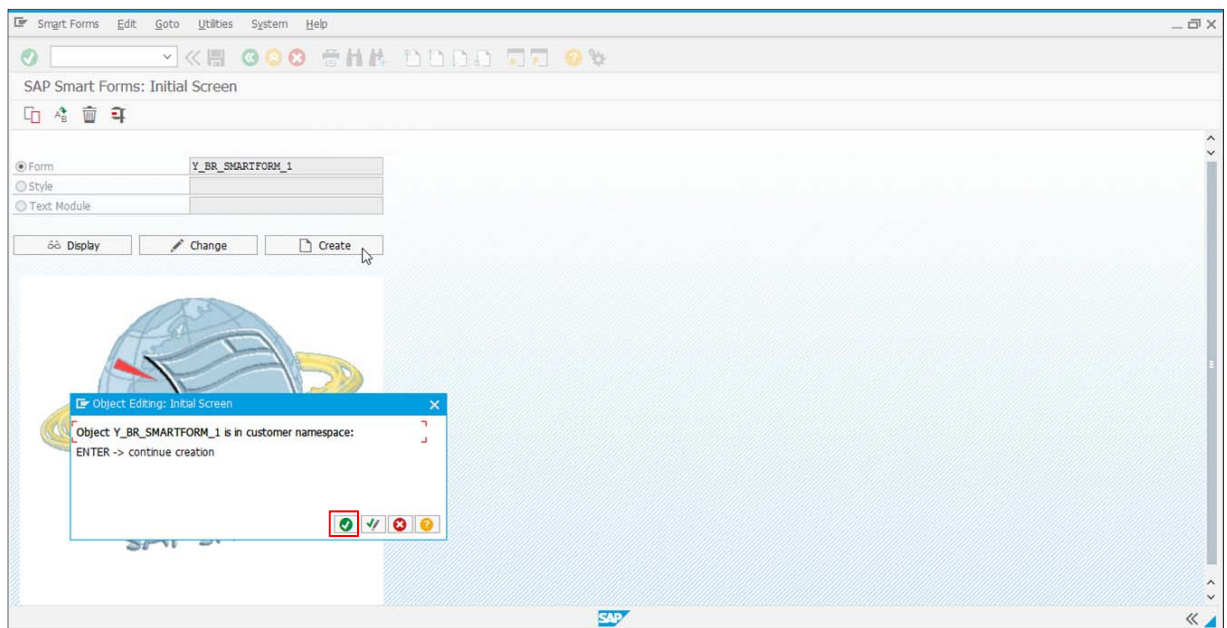 Smart Forms Edit Goto Utilities System Help
SAP Smart Forms: Initial Screen
Form Y_BR_SMARTFORM_1
Style
Text Module
Display Change Create
Object Editing: Initial Screen
Object Y_BR_SMARTFORM_1 is in customer namespace:
ENTER -> continue creation
SAP